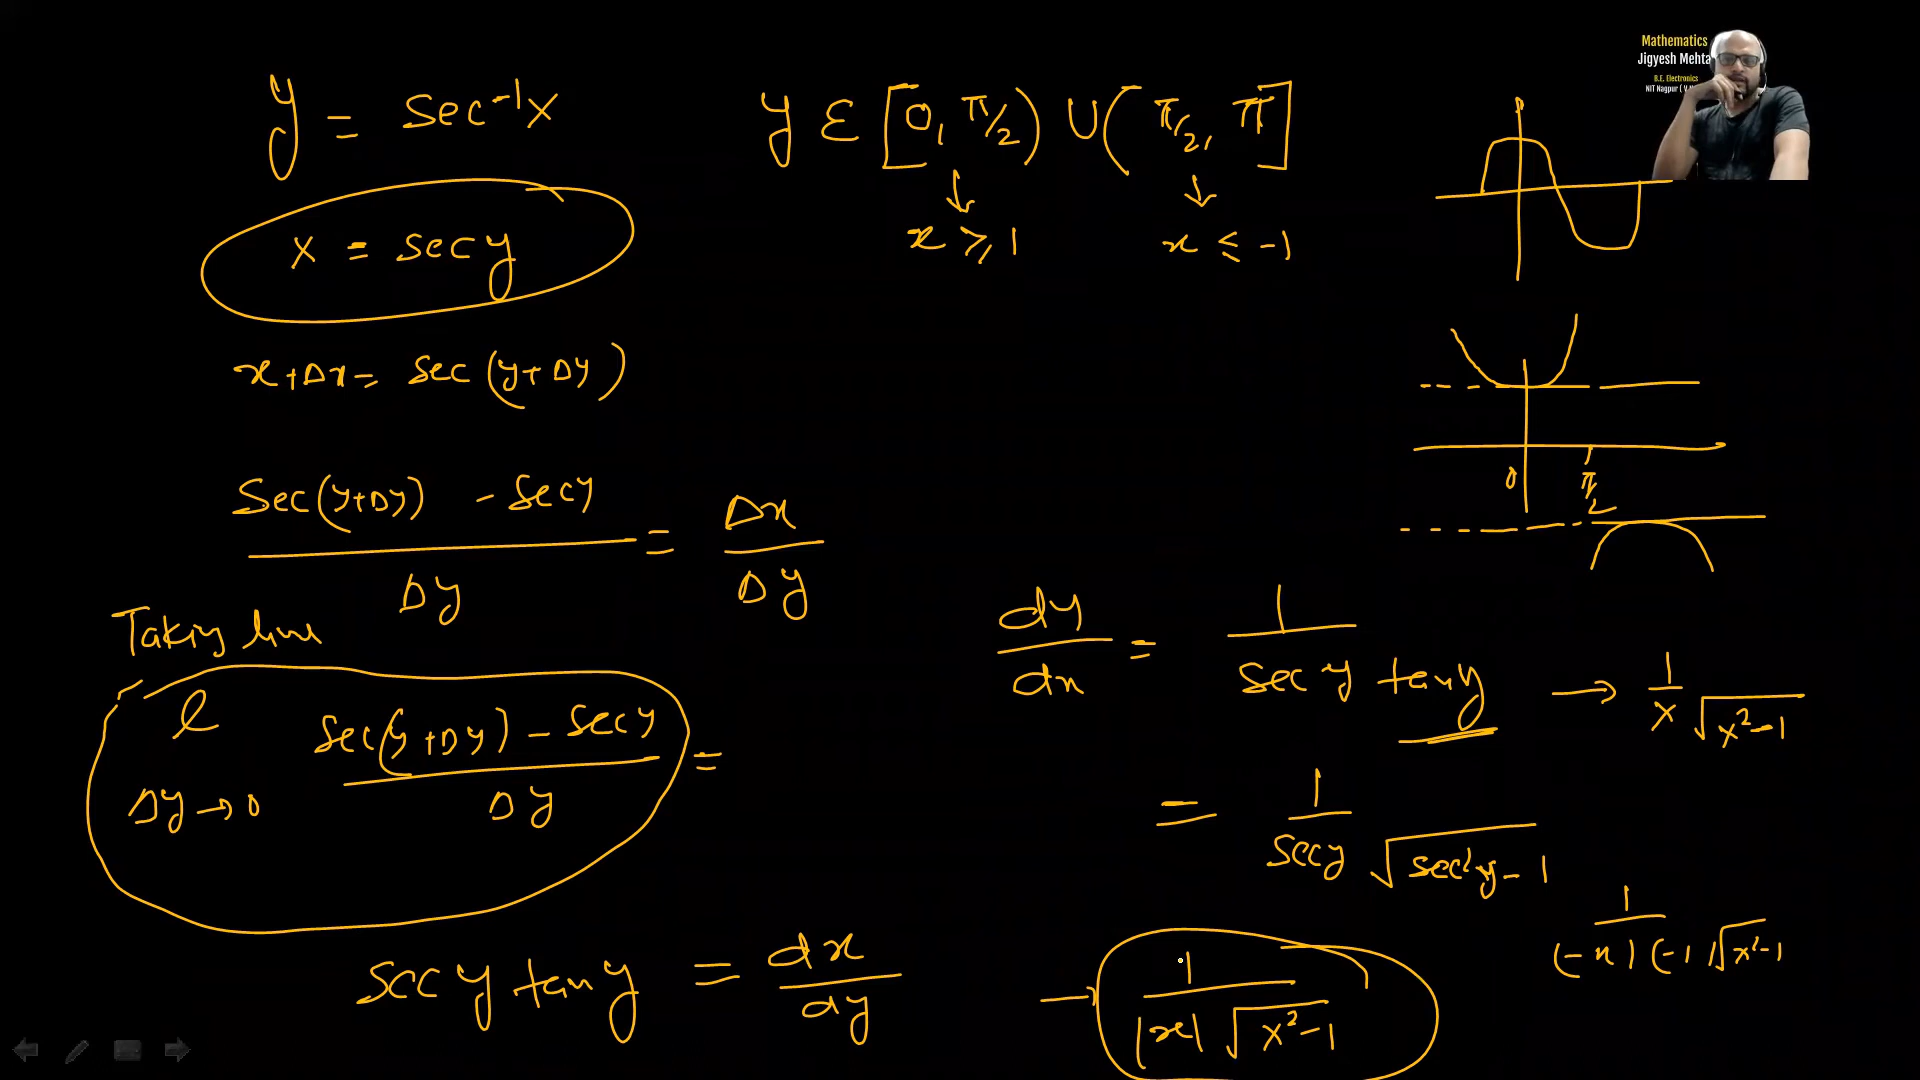 Mathematics
Jigyesh Mehta
B.E. Electronics
NIT Nagpur
y = sec⁻¹x
y ε [0, π/2) ∪ (π/2, π]
x = sec y
x ≥ 1
x ≤ -1
x+Δx = sec (y+Δy)
0
π/2
sec(y+Δy) - sec y / Δy = Δx / Δy
Taking
dy/dx = 1 / sec y tan y → 1 / x √x²-1
Δy→0 sec(y+Δy) - sec y / Δy =
= 1 / sec y √sec²y-1
1 / (-x) (-1) √x²-1
sec y tan y = dx/dy
→ 1 / |x| √x²-1